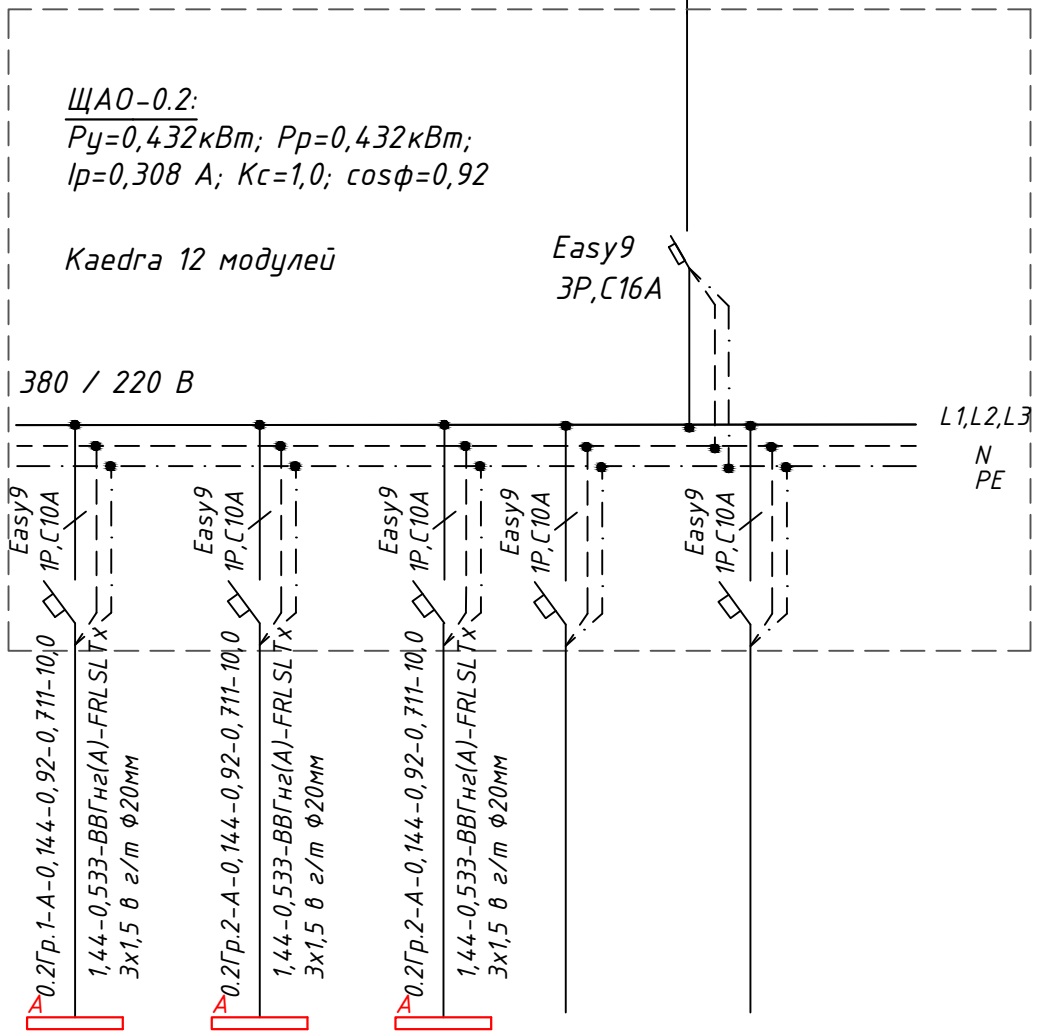 ЩАО-0.2:
Ру=0,432кВт; Рр=0,432кВт;
Iр=0,308 А; Кс=1,0; cosф=0,92
Kaedra 12 модулей
Easy9
3P,C16A
380 / 220 В
L1,L2,L3
N
PE
Easy9
1P,C10A
Easy9
1P,C10A
Easy9
1P,C10A
Easy9
1P,C10A
Easy9
1P,C10A
0.2Гр.1-А-0,144-0,92-0,711-10,0
1,44-0,533-ВВГнг(А)-FRLSLTx
3х1,5 в г/т Ф20мм
0.2Гр.2-А-0,144-0,92-0,711-10,0
1,44-0,533-ВВГнг(А)-FRLSLTx
3х1,5 в г/т Ф20мм
0.2Гр.2-А-0,144-0,92-0,711-10,0
1,44-0,533-ВВГнг(А)-FRLSLTx
3х1,5 в г/т Ф20мм
А
А
А